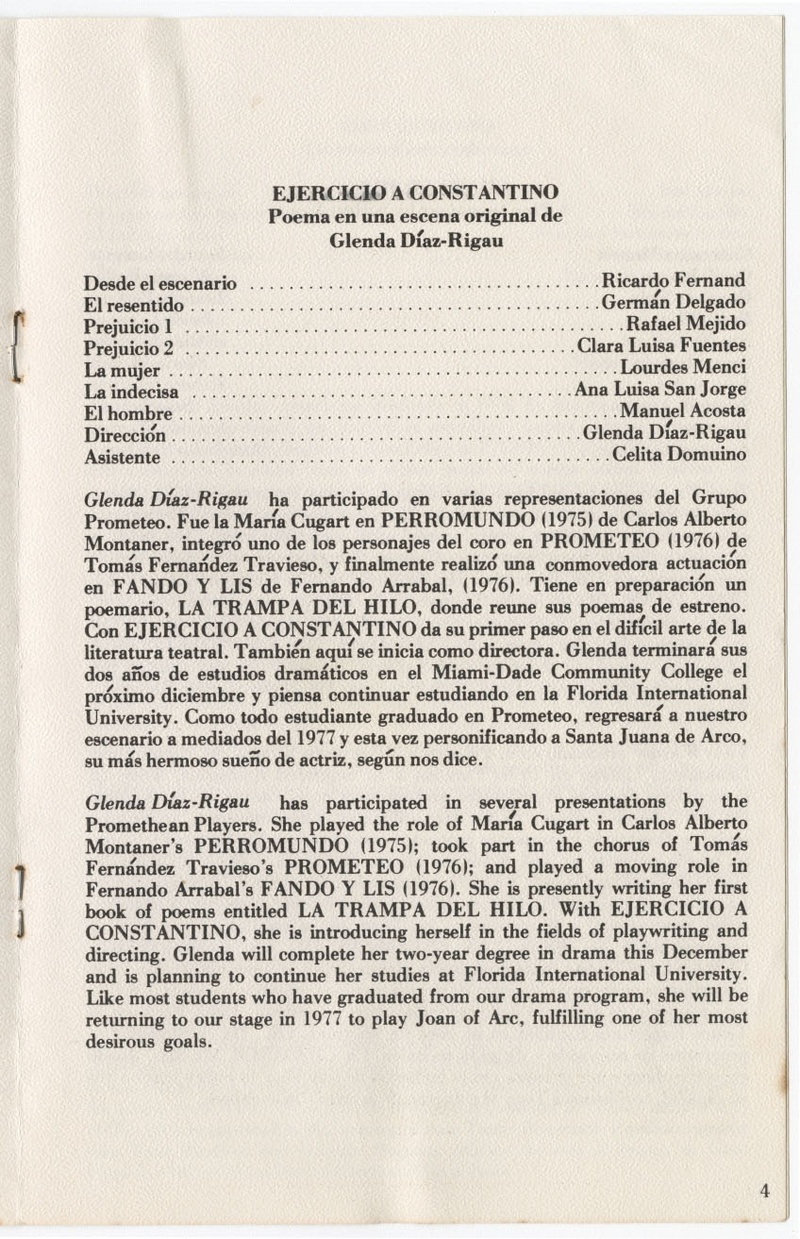 EJERCICIO A CONSTANTINO
Poema en una escena original de
Glenda Díaz-Rigau
Desde el escenario ................................... Ricardo Fernand
El resentido ......................................... Germán Delgado
Prejuicio 1 ............................................ Rafael Mejido
Prejuicio 2 ....................................... Clara Luisa Fuentes
La mujer ............................................. Lourdes Menci
La indecisa ...................................... Ana Luisa San Jorge
El hombre ............................................ Manuel Acosta
Dirección ......................................... Glenda Díaz-Rigau
Asistente ............................................ Celita Domuino
Glenda Díaz-Rigau ha participado en varias representaciones del Grupo
Prometeo. Fue la María Cugart en PERROMUNDO (1975) de Carlos Alberto
Montaner, integró uno de los personajes del coro en PROMETEO (1976) de
Tomás Fernández Travieso, y finalmente realizó una conmovedora actuación
en FANDO Y LIS de Fernando Arrabal, (1976). Tiene en preparación un
poemario, LA TRAMPA DEL HILO, donde reune sus poemas de estreno.
Con EJERCICIO A CONSTANTINO da su primer paso en el difícil arte de la
literatura teatral. También aquí se inicia como directora. Glenda terminará sus
dos años de estudios dramáticos en el Miami-Dade Community College el
próximo diciembre y piensa continuar estudiando en la Florida International
University. Como todo estudiante graduado en Prometeo, regresará a nuestro
escenario a mediados del 1977 y esta vez personificando a Santa Juana de Arco,
su más hermoso sueño de actriz, según nos dice.
Glenda Díaz-Rigau has participated in several presentations by the
Promethean Players. She played the role of María Cugart in Carlos Alberto
Montaner's PERROMUNDO (1975); took part in the chorus of Tomás
Fernández Travieso's PROMETEO (1976); and played a moving role in
Fernando Arrabal's FANDO Y LIS (1976). She is presently writing her first
book of poems entitled LA TRAMPA DEL HILO. With EJERCICIO A
CONSTANTINO, she is introducing herself in the fields of playwriting and
directing. Glenda will complete her two-year degree in drama this December
and is planning to continue her studies at Florida International University.
Like most students who have graduated from our drama program, she will be
returning to our stage in 1977 to play Joan of Arc, fulfilling one of her most
desirous goals.
4